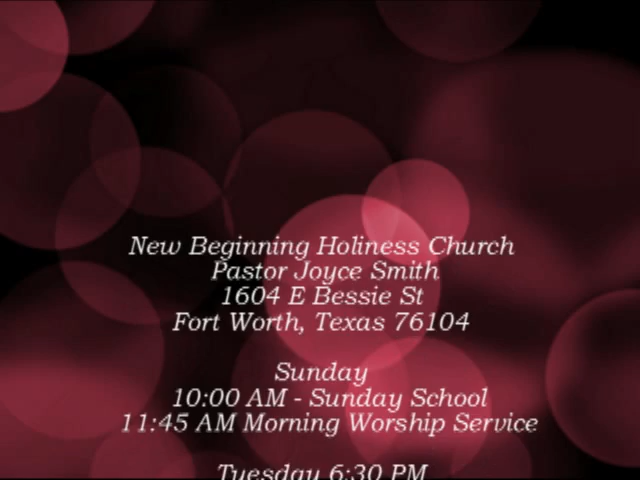 New Beginning Holiness Church
Pastor Joyce Smith
1604 E Bessie St
Fort Worth, Texas 76104
Sunday
10:00 AM - Sunday School
11:45 AM Morning Worship Service
Tuesday 6:30 PM